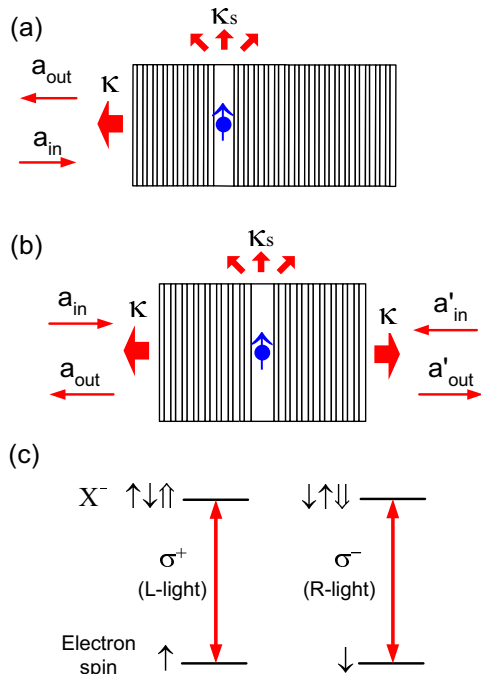 (a)
κs
aout
κ
ain
(b)
κs
ain
κ
κ
a'in
aout
a'out
(c)
X⁻ ↑↓⇑ ↓↑⇓
σ⁺ σ⁻
(L-light) (R-light)
Electron
spin ↑ ↓